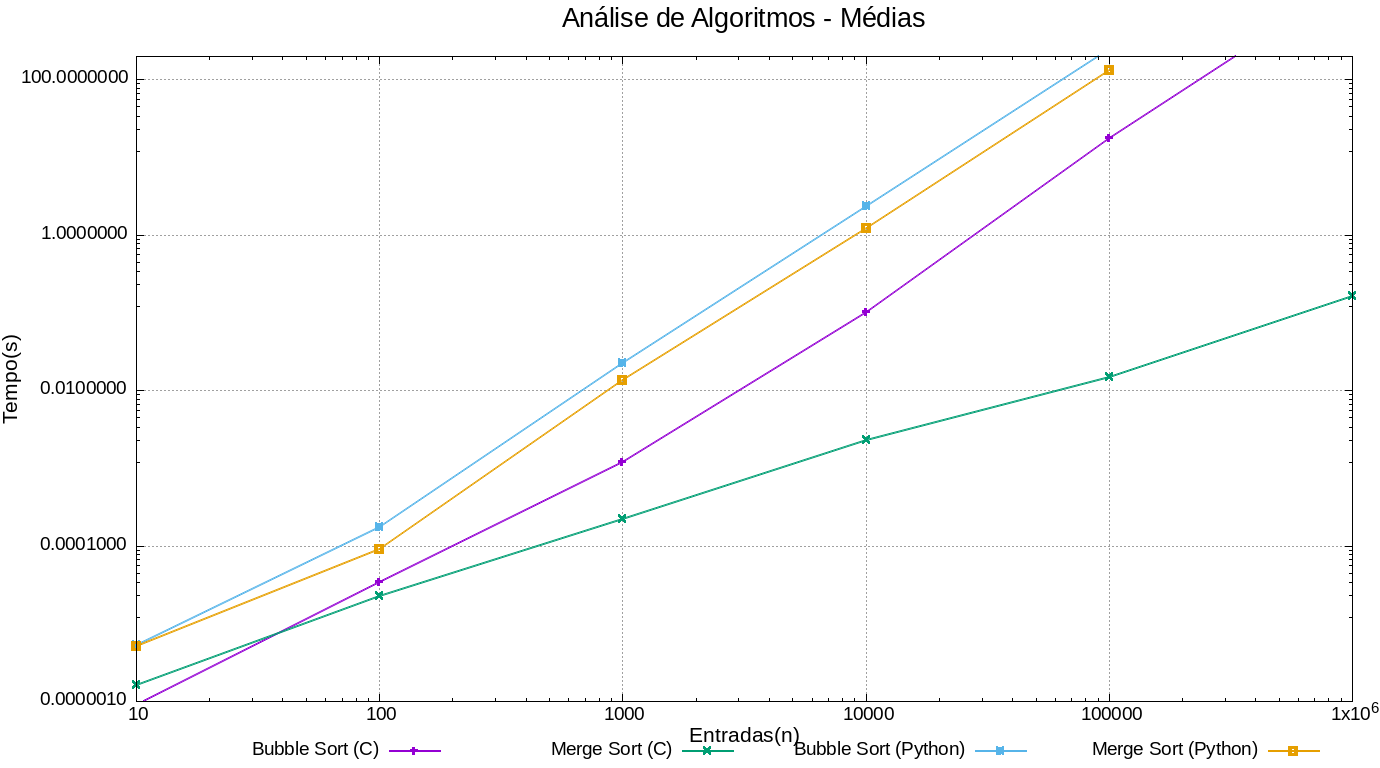 Análise de Algoritmos - Médias
100.0000000
1.0000000
0.0100000
0.0001000
0.0000010
Tempo(s)
10 100 1000 10000 100000 1x10^6
Entradas(n)
Bubble Sort (C) Merge Sort (C) Bubble Sort (Python) Merge Sort (Python)